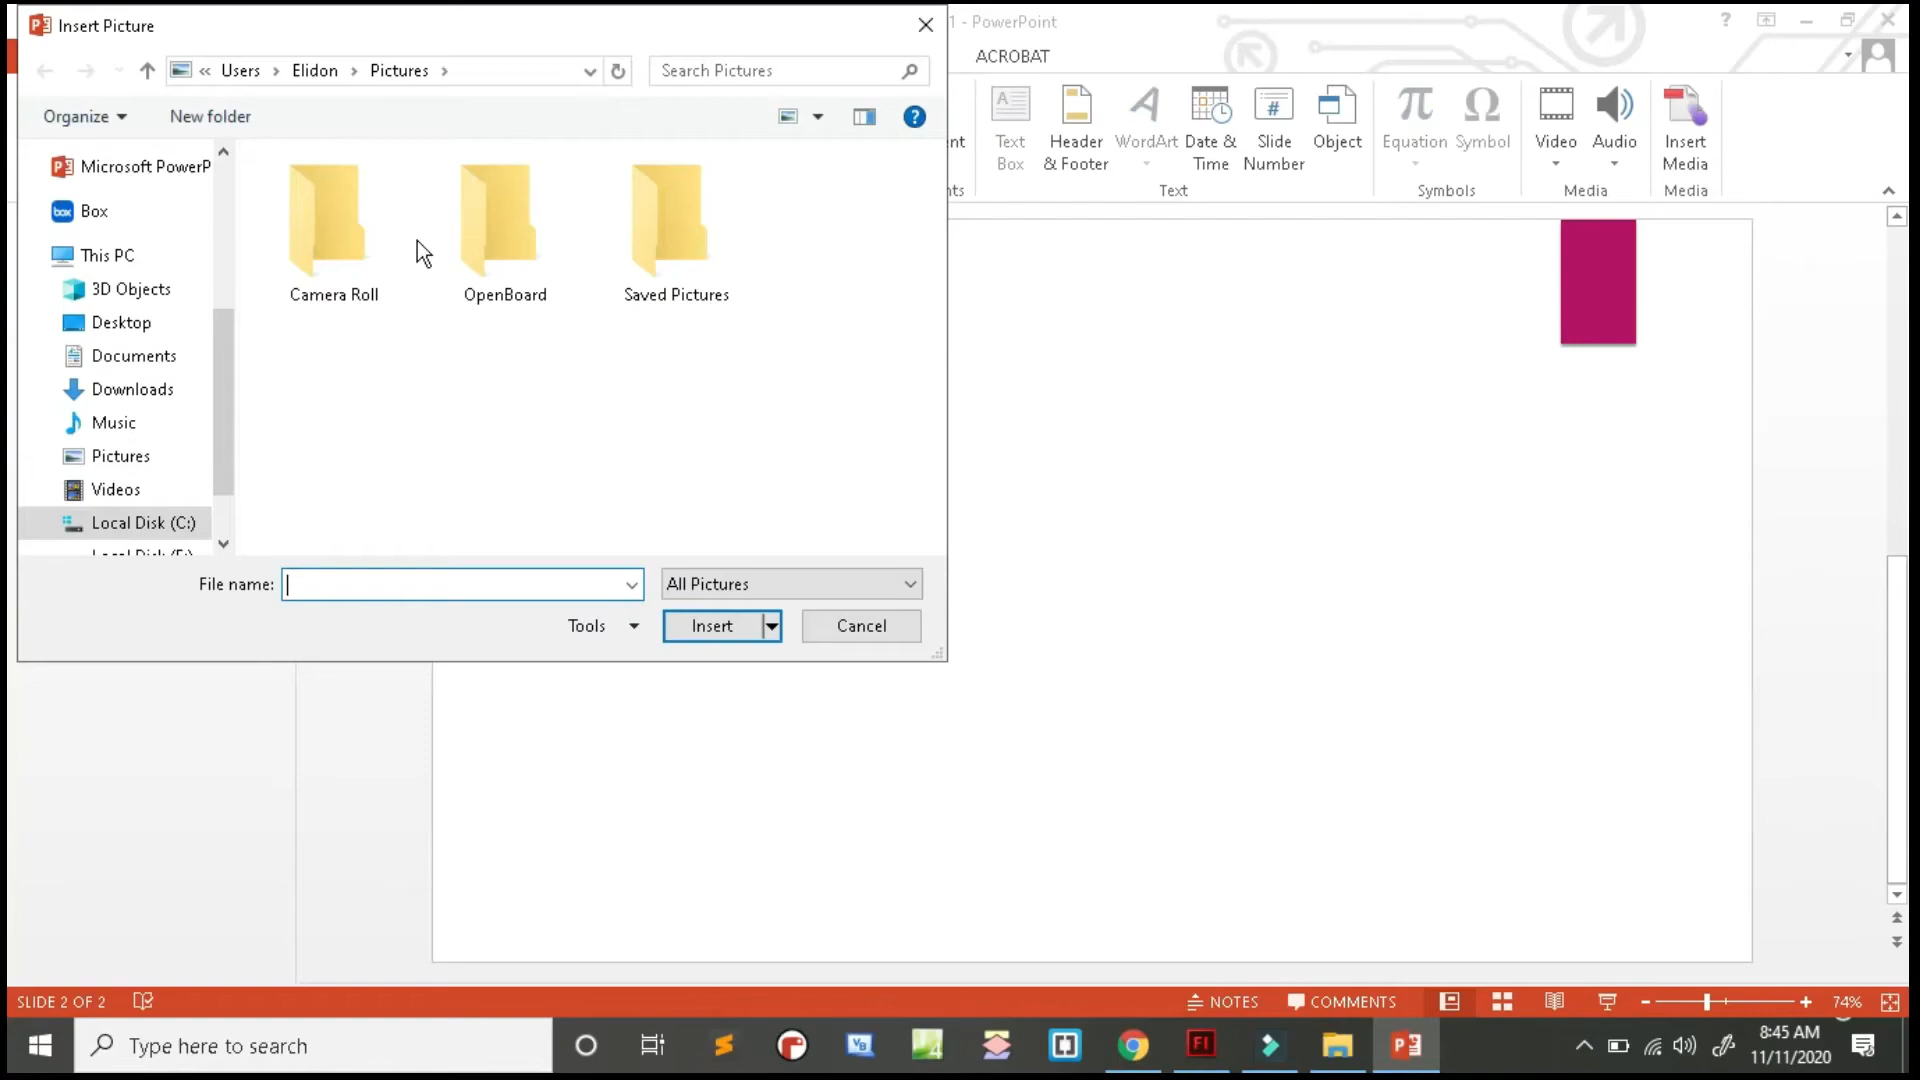 Insert Picture
1 - PowerPoint
?
ACROBAT
« Users > Elidon > Pictures >
Search Pictures
Organize
New folder
?
Microsoft PowerP
Box
This PC
3D Objects
Desktop
Documents
Downloads
Music
Pictures
Videos
Local Disk (C:)
Local Disk (E:)
Camera Roll
OpenBoard
Saved Pictures
File name:
All Pictures
Tools
Insert
Cancel
nt
Text
Box
Header
& Footer
WordArt
Date &
Time
Slide
Number
Object
Equation
Symbol
Video
Audio
Insert
Media
nts
Text
Symbols
Media
Media
SLIDE 2 OF 2
NOTES
COMMENTS
74%
Type here to search
8:45 AM
11/11/2020